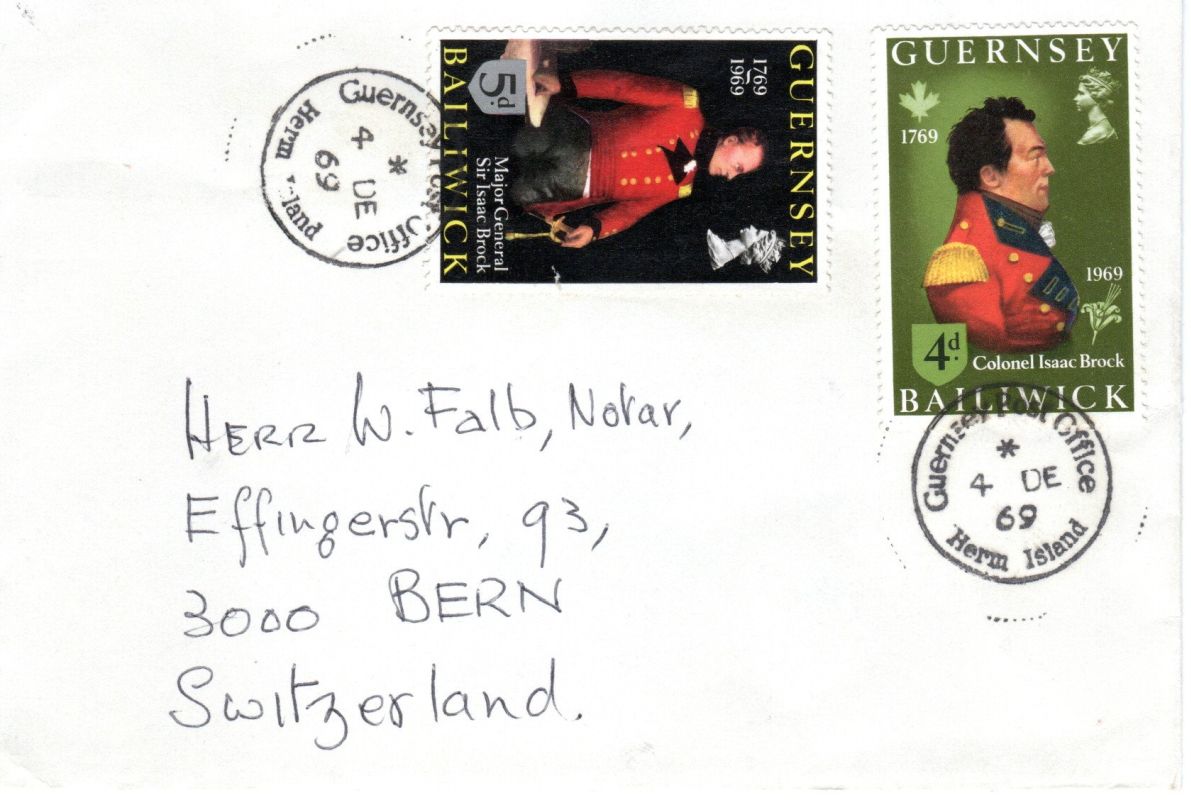 Guernsey Post Office
*
4 DE
69
Herm Island
GUERNSEY
1769
1969
5d.
Major General
Sir Isaac Brock
BAILIWICK
GUERNSEY
1769
1969
4d.
Colonel Isaac Brock
BAILIWICK
Guernsey Post Office
*
4 DE
69
Herm Island
HERR W. Falb, Notar,
Effingerstr, 93,
3000 BERN
Switzerland.